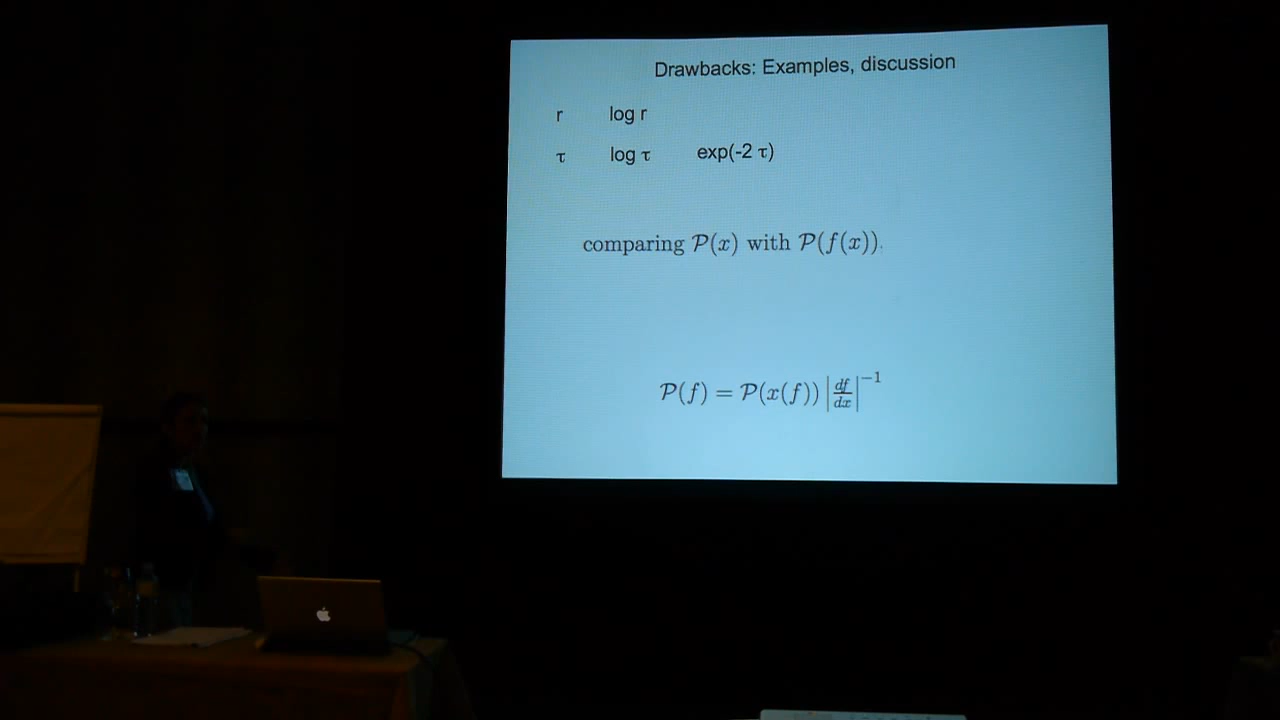 Drawbacks: Examples, discussion
r log r
τ log τ exp(-2 τ)
comparing 𝒫(x) with 𝒫(f(x)).
𝒫(f) = 𝒫(x(f)) |df/dx|⁻¹